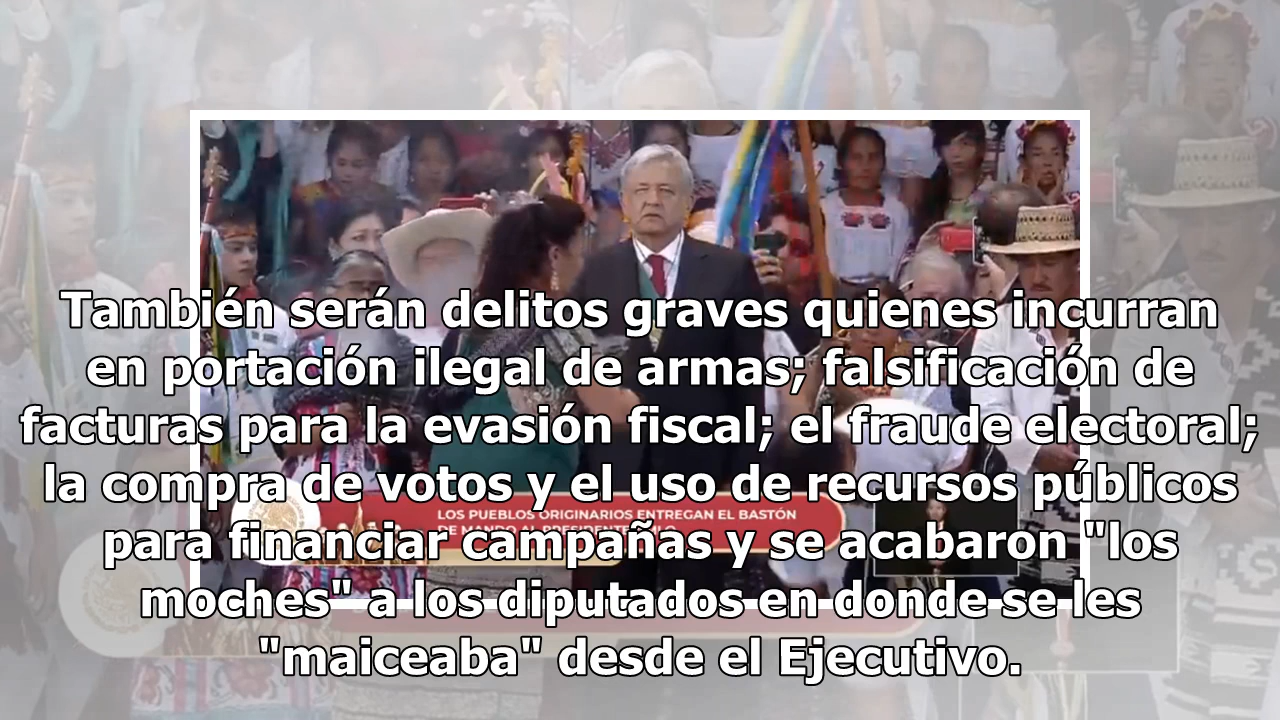 También serán delitos graves quienes incurran
en portación ilegal de armas; falsificación de
facturas para la evasión fiscal; el fraude electoral;
la compra de votos y el uso de recursos públicos
LOS PUEBLOS ORIGINARIOS ENTREGAN EL BASTÓN
DE MANDO AL PRESIDENTE
para financiar campañas y se acabaron "los
moches" a los diputados en donde se les
"maiceaba" desde el Ejecutivo.